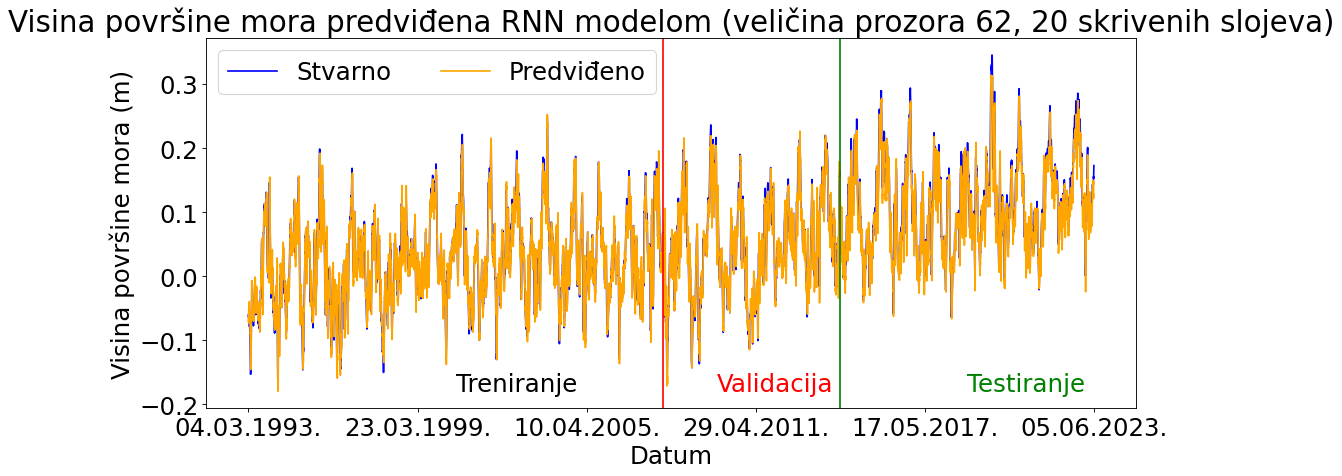 Visina površine mora predviđena RNN modelom (veličina prozora 62, 20 skrivenih slojeva)
Stvarno Predviđeno
Visina površine mora (m)
0.3
0.2
0.1
0.0
−0.1
−0.2
Treniranje Validacija Testiranje
04.03.1993. 23.03.1999. 10.04.2005. 29.04.2011. 17.05.2017. 05.06.2023.
Datum